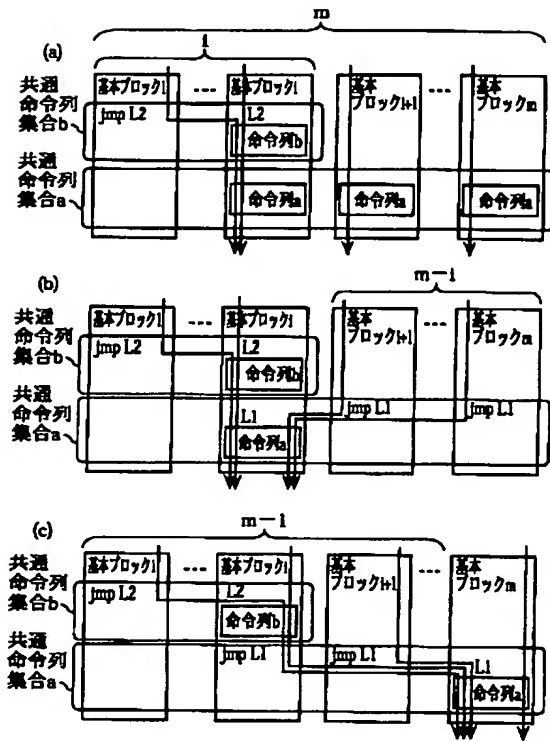 m
(a)
i
共通
命令列
集合b
基本ブロック1
...
基本ブロックi
基本
ブロックi+1
...
基本
ブロックm
jmp L2
L2
命令列b
共通
命令列
集合a
命令列a
命令列a
命令列a
(b)
m-i
共通
命令列
集合b
基本ブロック1
...
基本ブロックi
基本
ブロックi+1
...
基本
ブロックm
jmp L2
L2
命令列b
共通
命令列
集合a
L1
jmp L1
jmp L1
命令列a
(c)
m-1
共通
命令列
集合b
基本ブロック1
...
基本ブロックi
基本
ブロックi+1
...
基本
ブロックm
jmp L2
L2
命令列b
共通
命令列
集合a
jmp L1
jmp L1
L1
命令列a